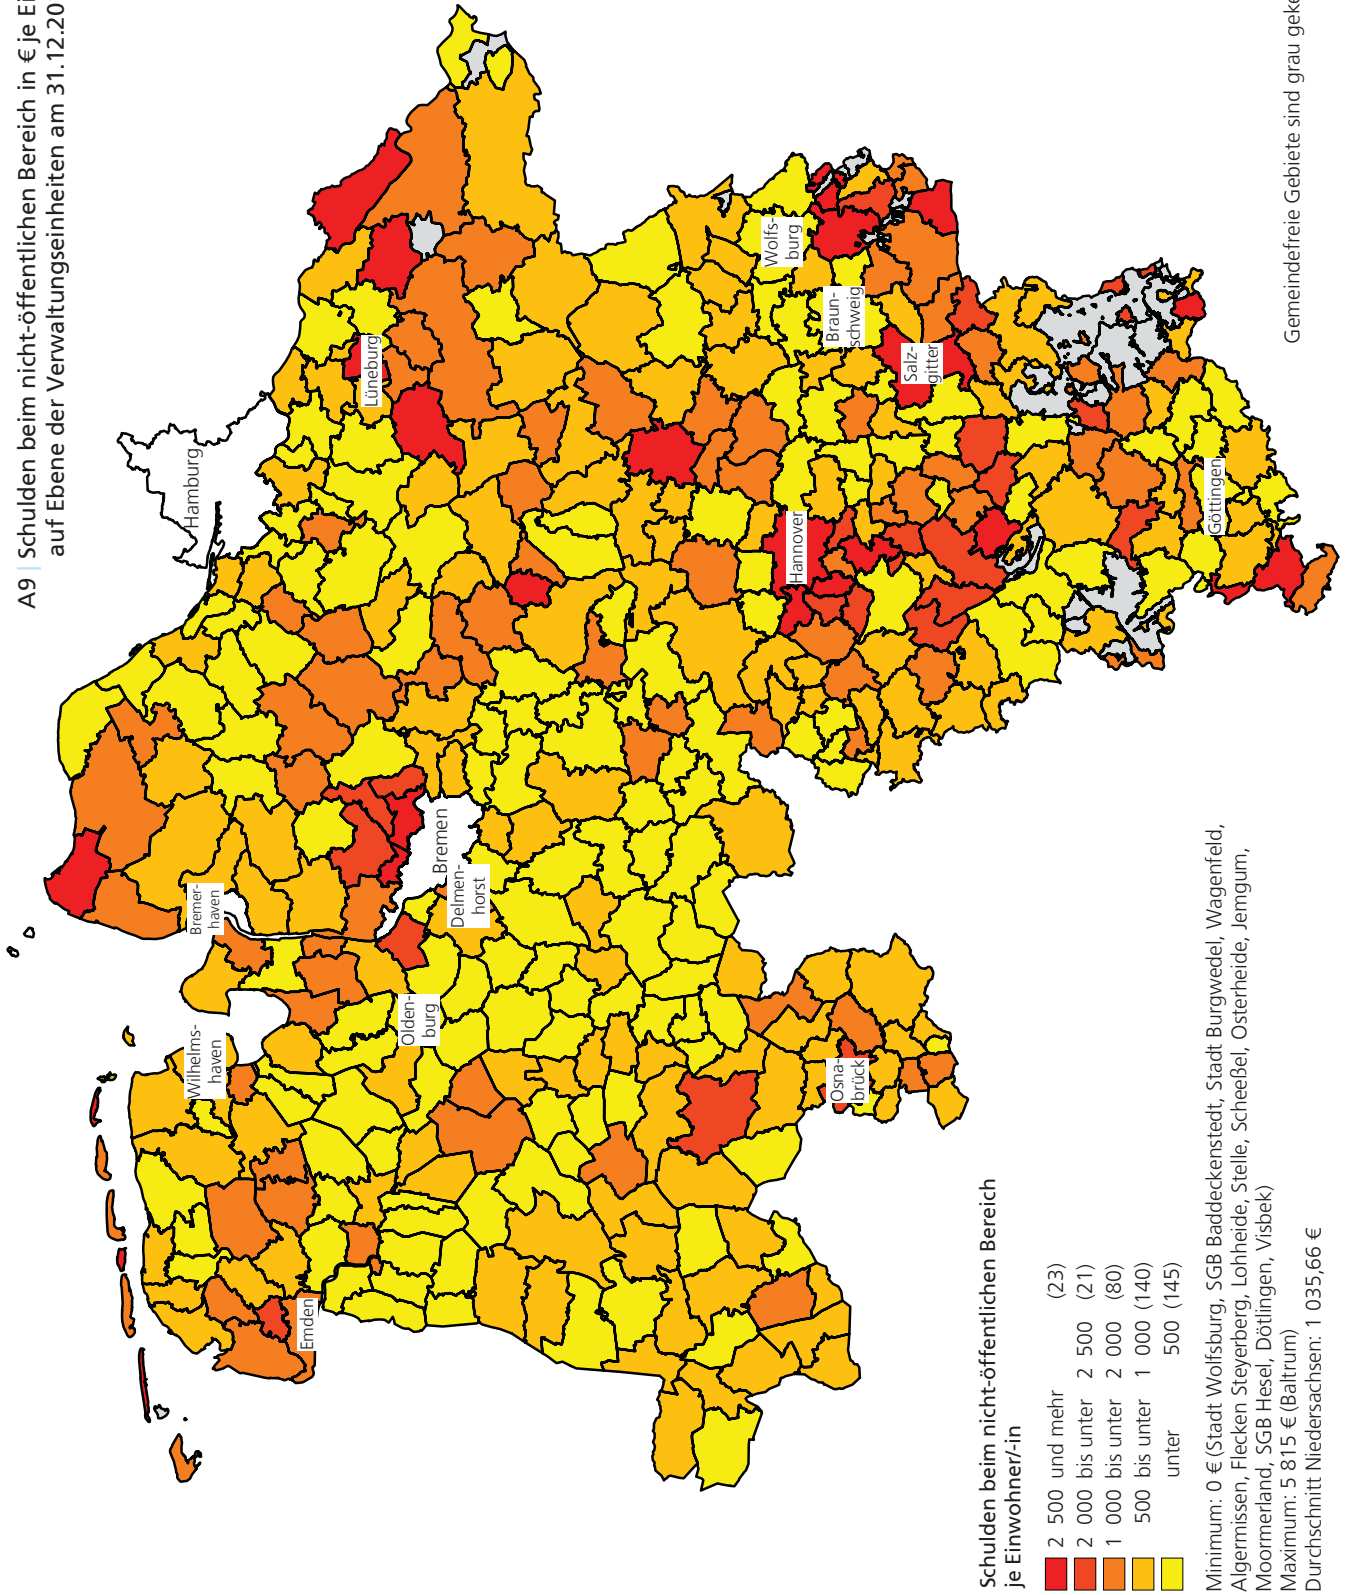 A9 | Schulden beim nicht-öffentlichen Bereich in € je
auf Ebene der Verwaltungseinheiten am
Hamburg
Lüneburg
Bremer-
haven
Wilhelms-
haven
Emden
Olden-
burg
Bremen
Delmen-
horst
Wolfs-
burg
Braun-
schweig
Salz-
gitter
Hannover
Osna-
brück
Göttingen
Gemeindefreie Gebiete sind grau
Schulden beim nicht-öffentlichen Bereich
je Einwohner/-in
2 500 und mehr (23)
2 000 bis unter 2 500 (21)
1 000 bis unter 2 000 (80)
500 bis unter 1 000 (140)
unter 500 (145)
Minimum: 0 € (Stadt Wolfsburg, SGB Baddeckenstedt, Stadt Burgwedel, Wagenfeld,
Algermissen, Flecken Steyerberg, Lohheide, Stelle, Scheeßel, Osterheide, Jemgum,
Moormerland, SGB Hesel, Dötlingen, Visbek)
Maximum: 5 815 € (Baltrum)
Durchschnitt Niedersachsen: 1 035,66 €